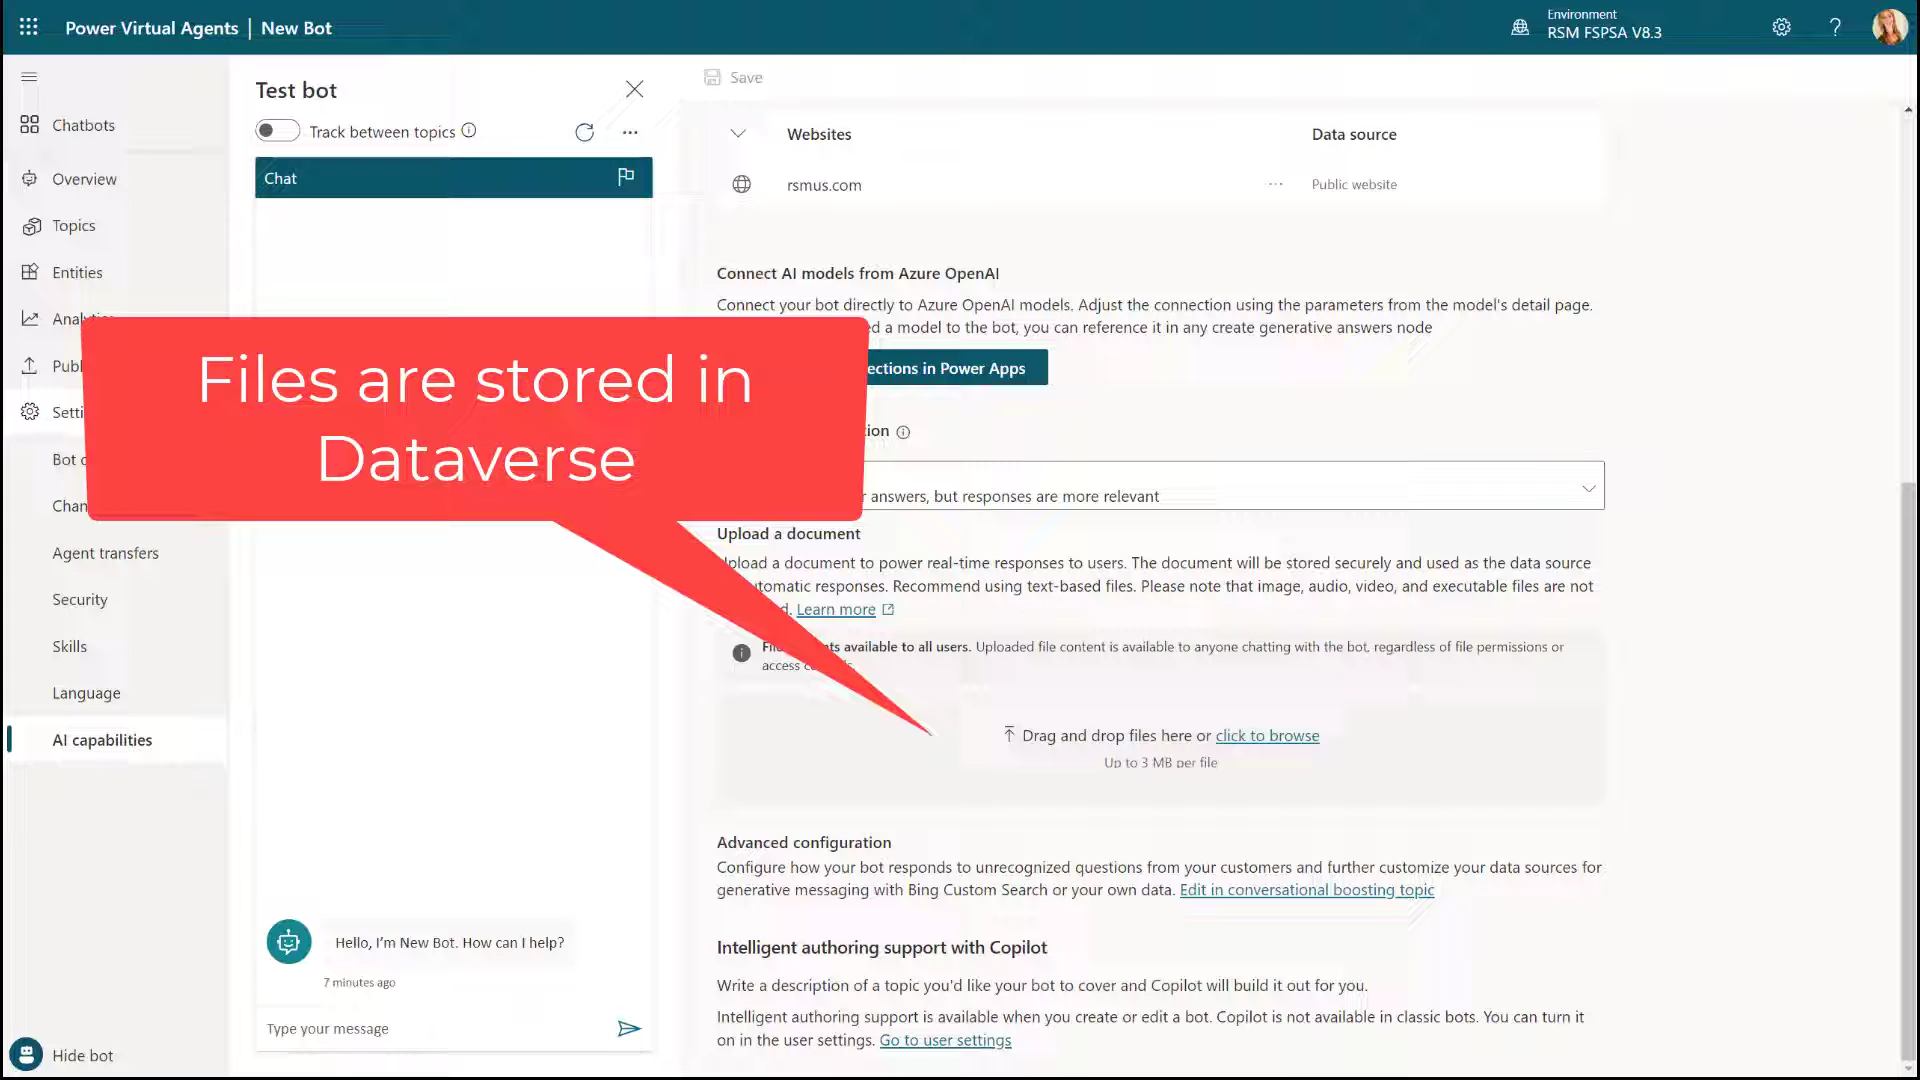 Power Virtual Agents | New Bot
Environment
RSM FSPSA V8.3
?
Chatbots
Overview
Topics
Entities
Publ
Setti
Bot
Chan
Agent transfers
Security
Skills
Language
AI capabilities
Hide bot
Test bot
Track between topics
Chat
Hello, I'm New Bot. How can I help?
7 minutes ago
Type your message
Save
Websites
Data source
rsmus.com
Public website
Connect AI models from Azure OpenAI
Connect your bot directly to Azure OpenAI models. Adjust the connection using the parameters from the model's detail page.
a model to the bot, you can reference it in any create generative answers node
ections in Power Apps
Files are stored in
Dataverse
ion
answers, but responses are more relevant
Upload a document
Upload a document to power real-time responses to users. The document will be stored securely and used as the data source
utomatic responses. Recommend using text-based files. Please note that image, audio, video, and executable files are not
d. Learn more
ts available to all users. Uploaded file content is available to anyone chatting with the bot, regardless of file permissions or
access
Drag and drop files here or click to browse
Up to 3 MB per file
Advanced configuration
Configure how your bot responds to unrecognized questions from your customers and further customize your data sources for
generative messaging with Bing Custom Search or your own data. Edit in conversational boosting topic
Intelligent authoring support with Copilot
Write a description of a topic you'd like your bot to cover and Copilot will build it out for you.
Intelligent authoring support is available when you create or edit a bot. Copilot is not available in classic bots. You can turn it
on in the user settings. Go to user settings